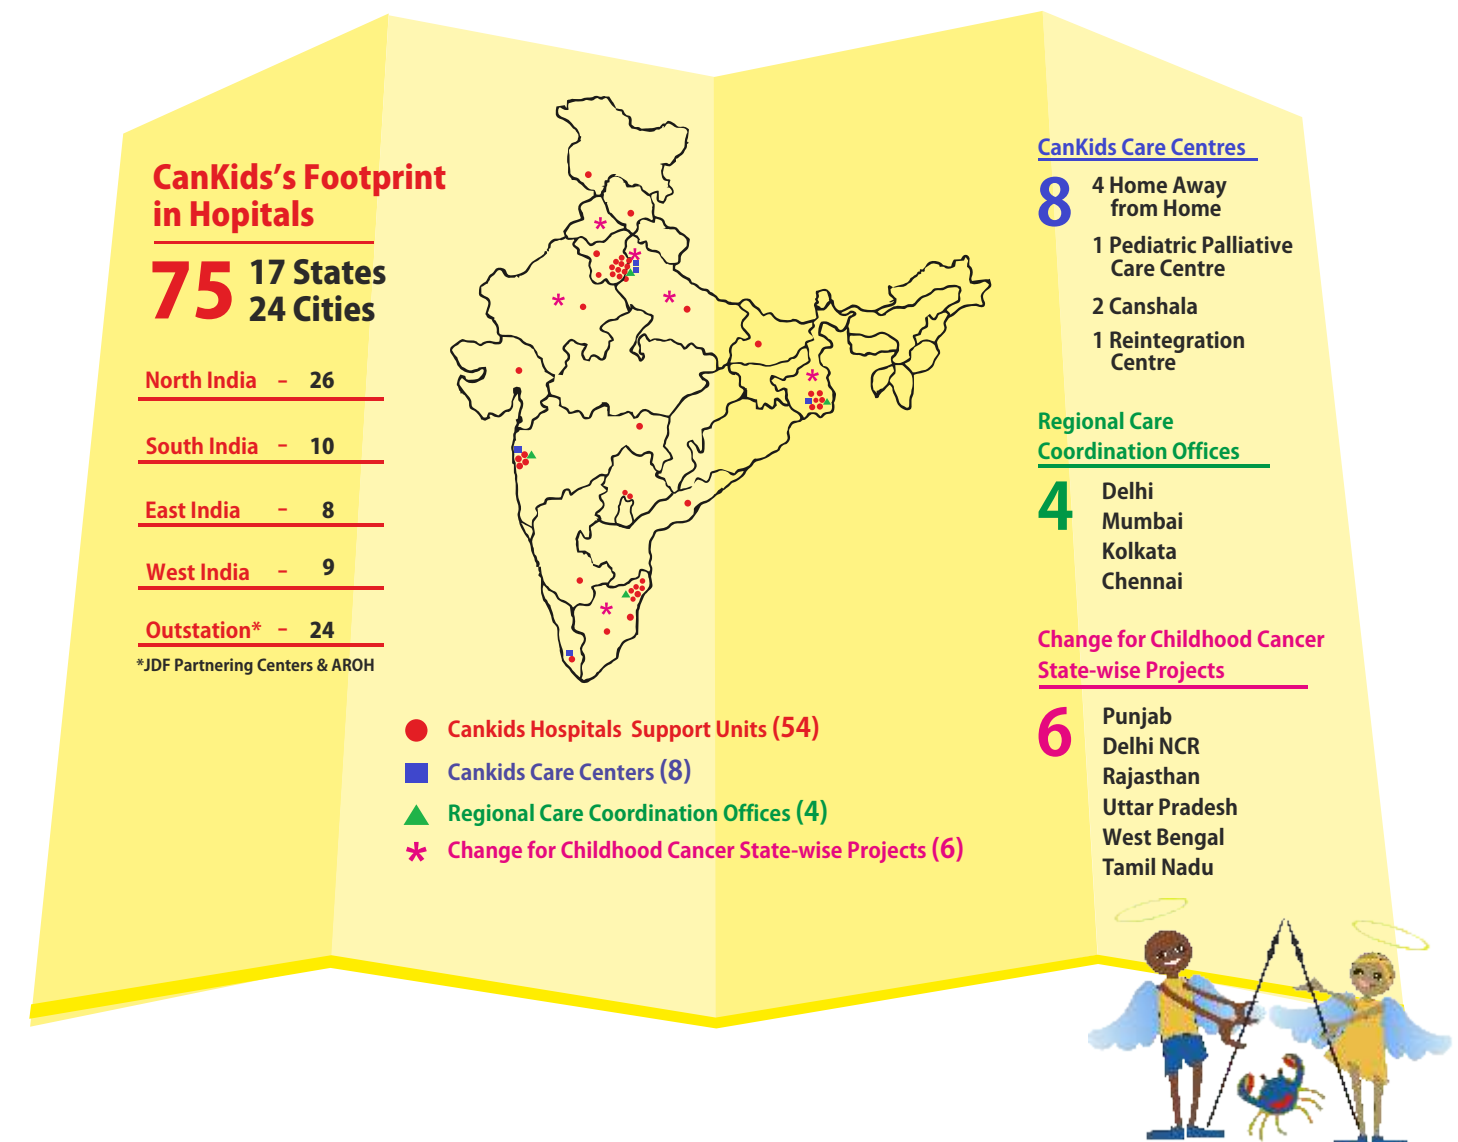 CanKids's Footprint
in Hopitals
75
17 States
24 Cities
North India - 26
South India - 10
East India - 8
West India - 9
Outstation* - 24
*JDF Partnering Centers & AROH
Cankids Hospitals Support Units (54)
Cankids Care Centers (8)
Regional Care Coordination Offices (4)
Change for Childhood Cancer State-wise Projects (6)
CanKids Care Centres
8
4 Home Away
from Home
1 Pediatric Palliative
Care Centre
2 Canshala
1 Reintegration
Centre
Regional Care
Coordination Offices
4
Delhi
Mumbai
Kolkata
Chennai
Change for Childhood Cancer
State-wise Projects
6
Punjab
Delhi NCR
Rajasthan
Uttar Pradesh
West Bengal
Tamil Nadu